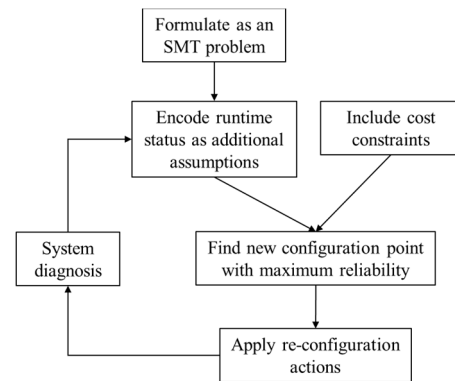 Formulate as an
SMT problem
Encode runtime
status as additional
assumptions
Include cost
constraints
System
diagnosis
Find new configuration point
with maximum reliability
Apply re-configuration
actions